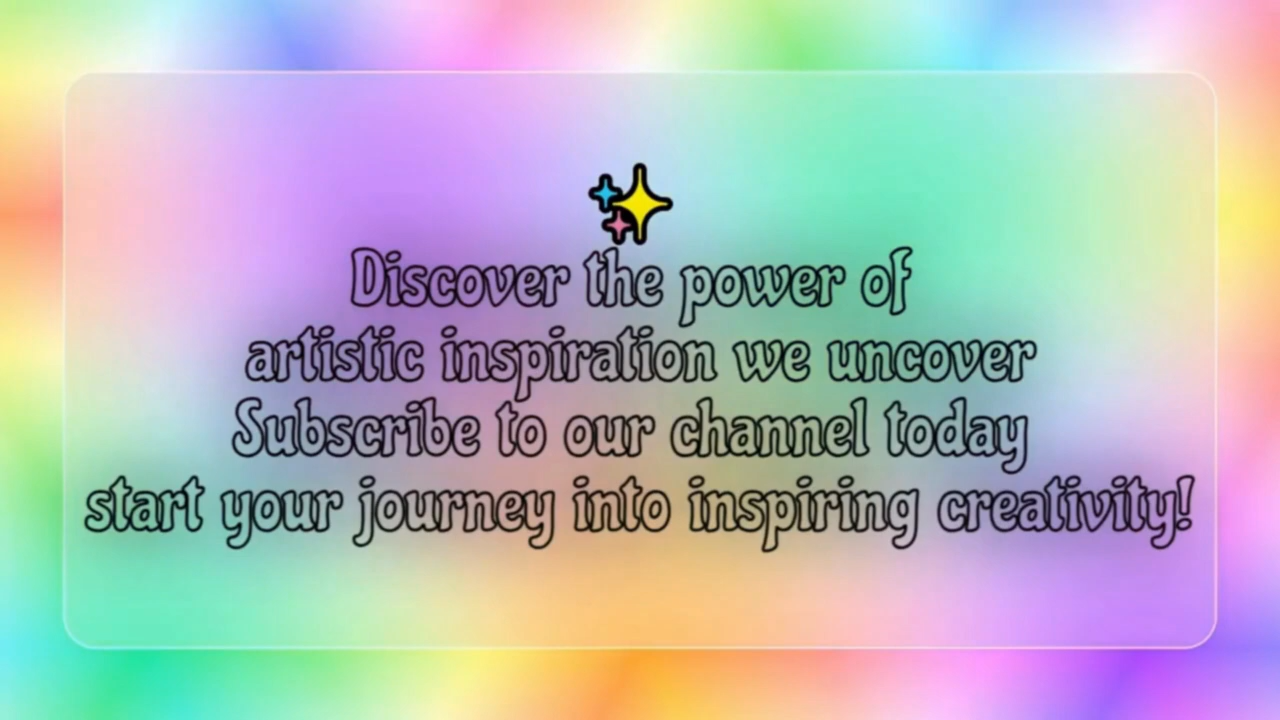 Discover the power of
artistic inspiration we uncover
Subscribe to our channel today
start your journey into inspiring creativity!